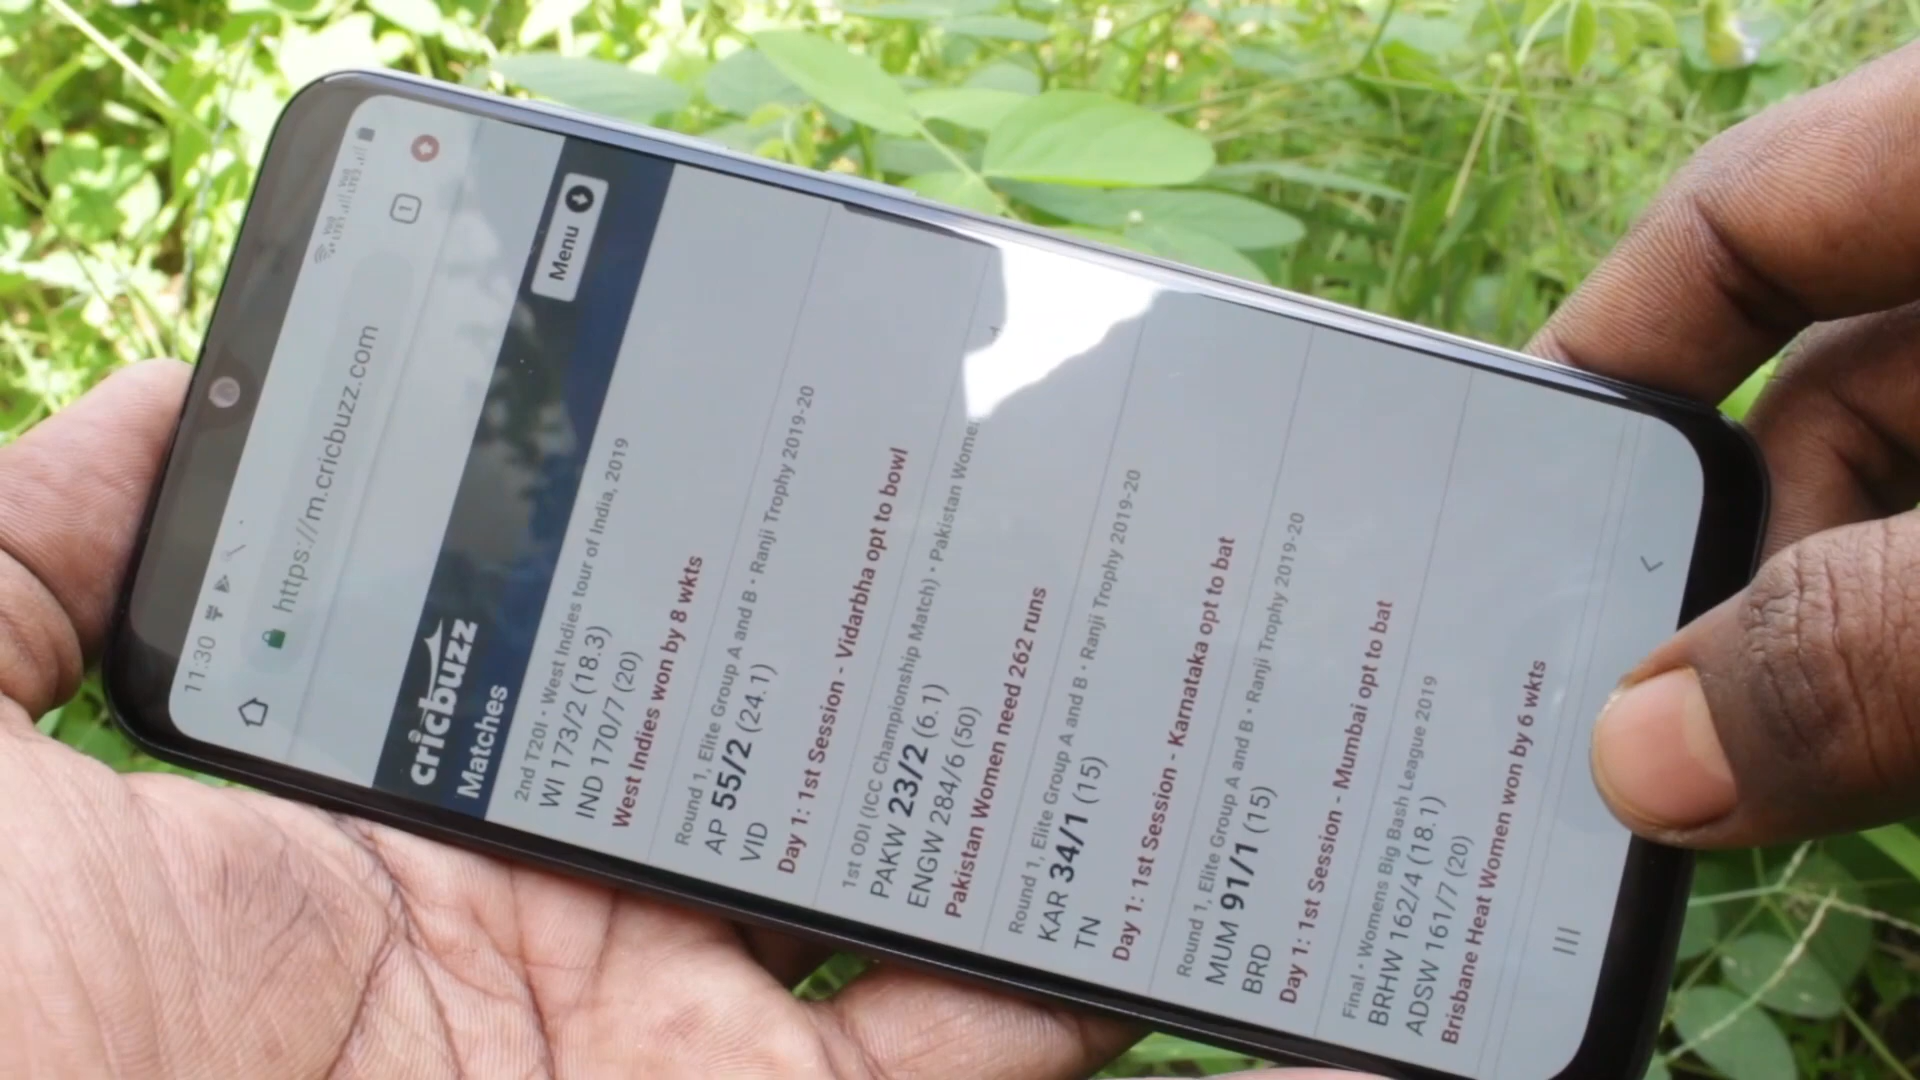 11:30
https://m.cricbuzz.com
1
cricbuzz
Menu
Matches
2nd T20I • West Indies tour of India, 2019
WI 173/2 (18.3)
IND 170/7 (20)
West Indies won by 8 wkts
Round 1, Elite Group A and B • Ranji Trophy 2019-20
AP 55/2 (24.1)
VID
Day 1: 1st Session - Vidarbha opt to bowl
1st ODI (ICC Championship Match) • Pakistan Women
PAKW 23/2 (6.1)
ENGW 284/6 (50)
Pakistan Women need 262 runs
Round 1, Elite Group A and B • Ranji Trophy 2019-20
KAR 34/1 (15)
TN
Day 1: 1st Session - Karnataka opt to bat
Round 1, Elite Group A and B • Ranji Trophy 2019-20
MUM 91/1 (15)
BRD
Day 1: 1st Session - Mumbai opt to bat
Final • Womens Big Bash League 2019
BRHW 162/4 (18.1)
ADSW 161/7 (20)
Brisbane Heat Women won by 6 wkts